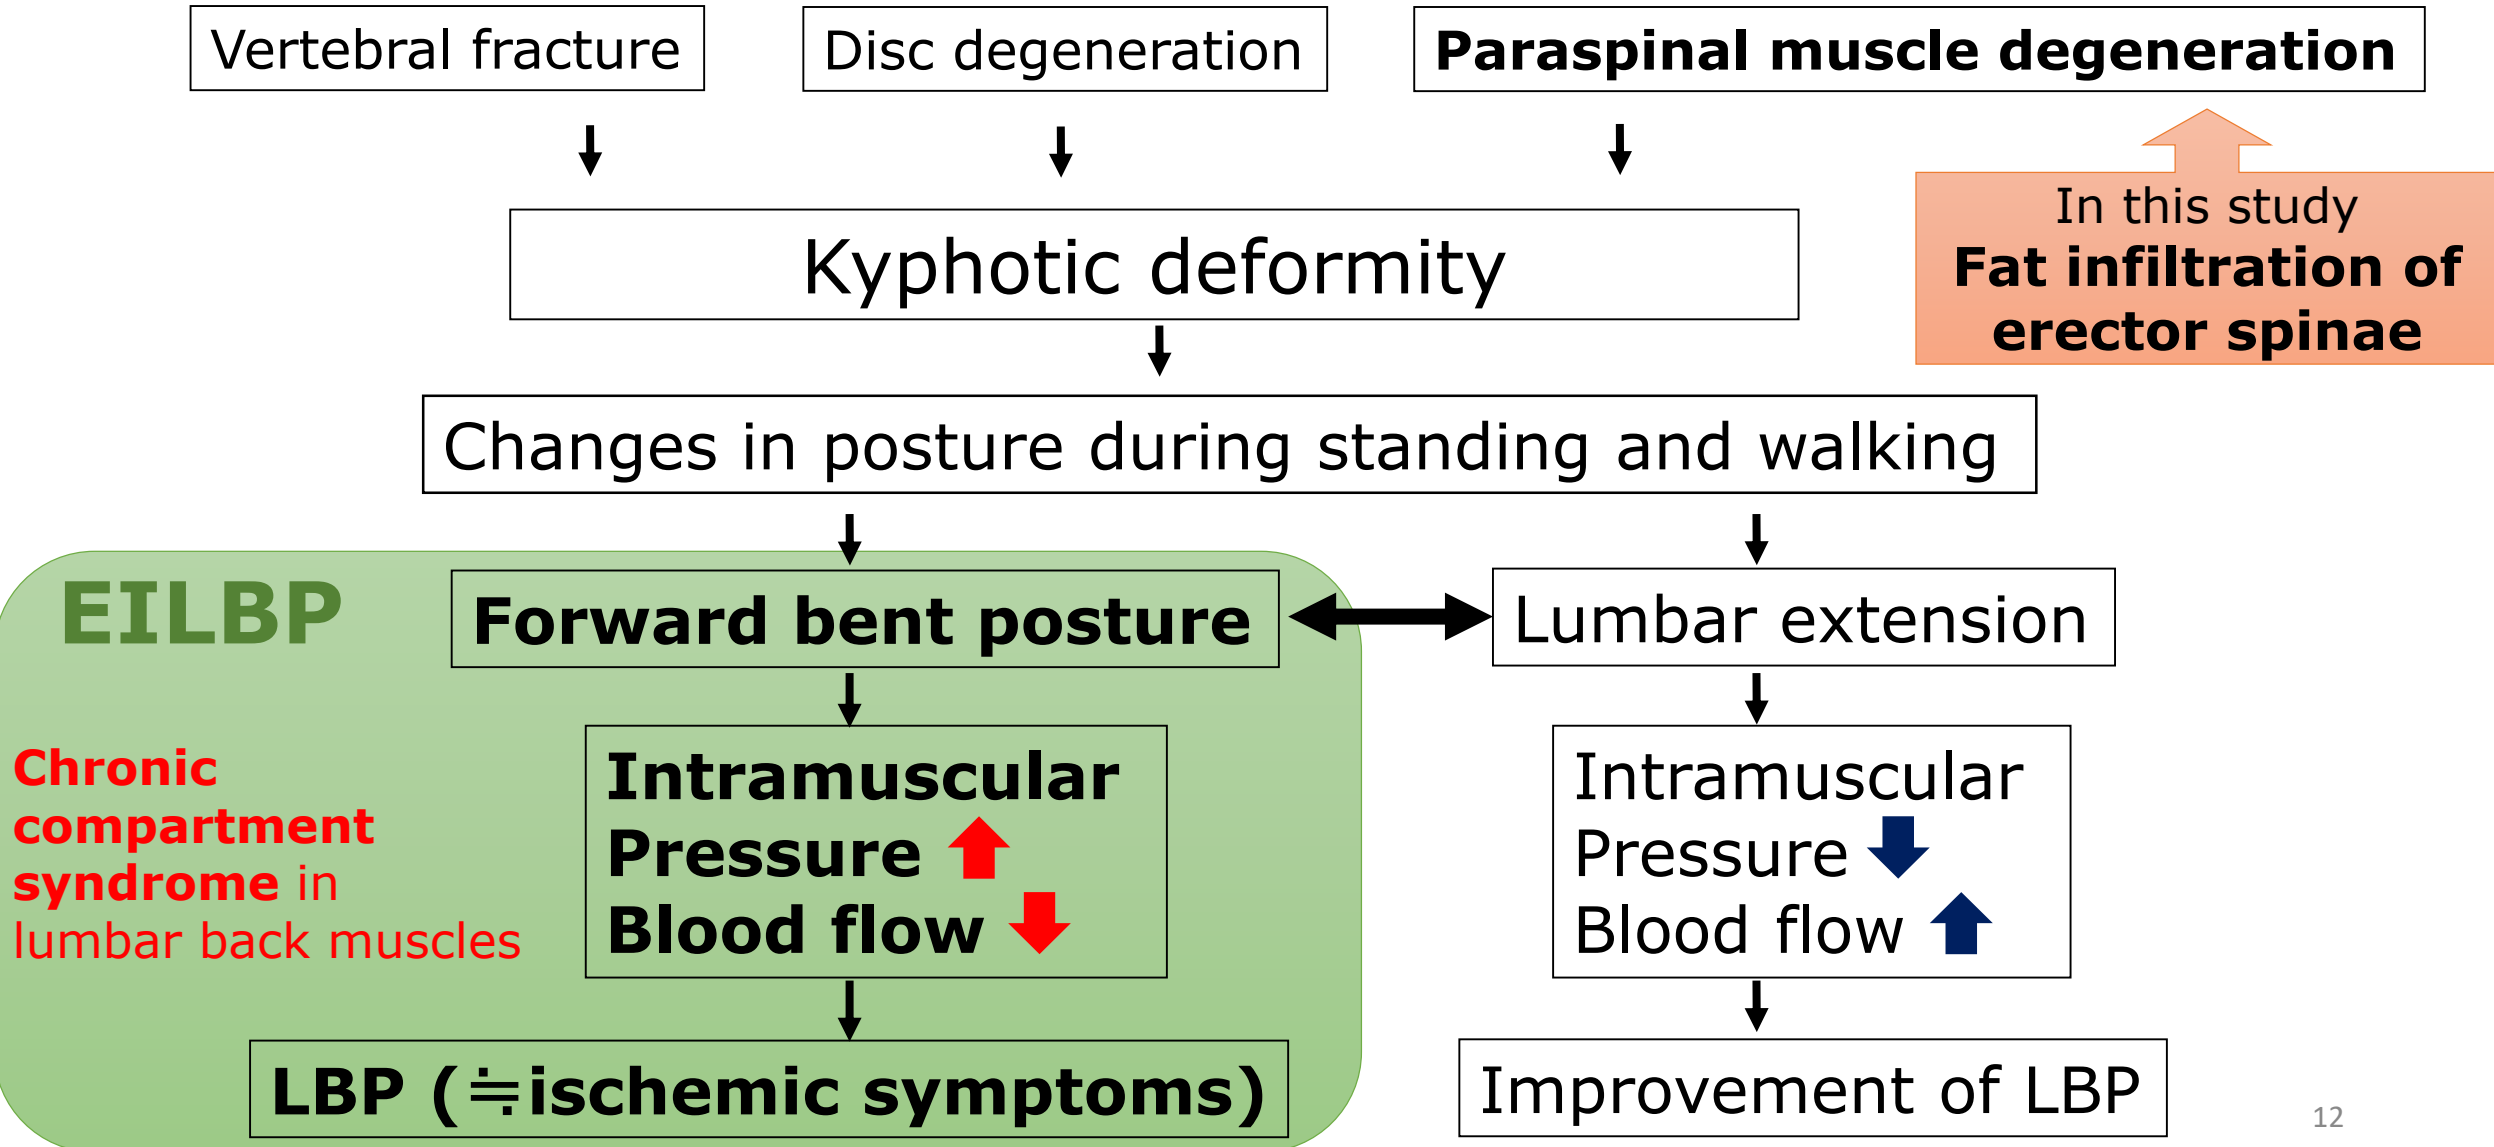 Vertebral fracture
Disc degeneration
Paraspinal muscle degeneration
In this study
Fat infiltration of
erector spinae
Kyphotic deformity
Changes in posture during standing and walking
EILBP
Forward bent posture
Lumbar extension
Chronic
compartment
syndrome in
lumbar back muscles
Intramuscular
Pressure
Blood flow
Intramuscular
Pressure
Blood flow
LBP (≒ischemic symptoms)
Improvement of LBP
12